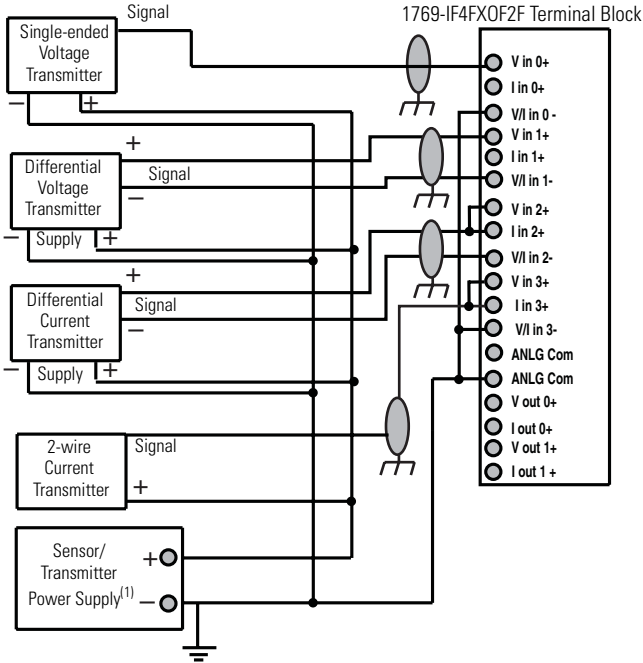 Signal
1769-IF4FXOF2F Terminal Block
Single-ended
Voltage
Transmitter
−
+
Differential
Voltage
Transmitter
+
Signal
−
− Supply +
Differential
Current
Transmitter
+
Signal
−
− Supply +
2-wire
Current
Transmitter
Signal
+
Sensor/
Transmitter
Power Supply(1)
+
−
V in 0+
I in 0+
V/I in 0 -
V in 1+
I in 1+
V/I in 1-
V in 2+
I in 2+
V/I in 2-
V in 3+
I in 3+
V/I in 3-
ANLG Com
ANLG Com
V out 0+
I out 0+
V out 1+
I out 1 +